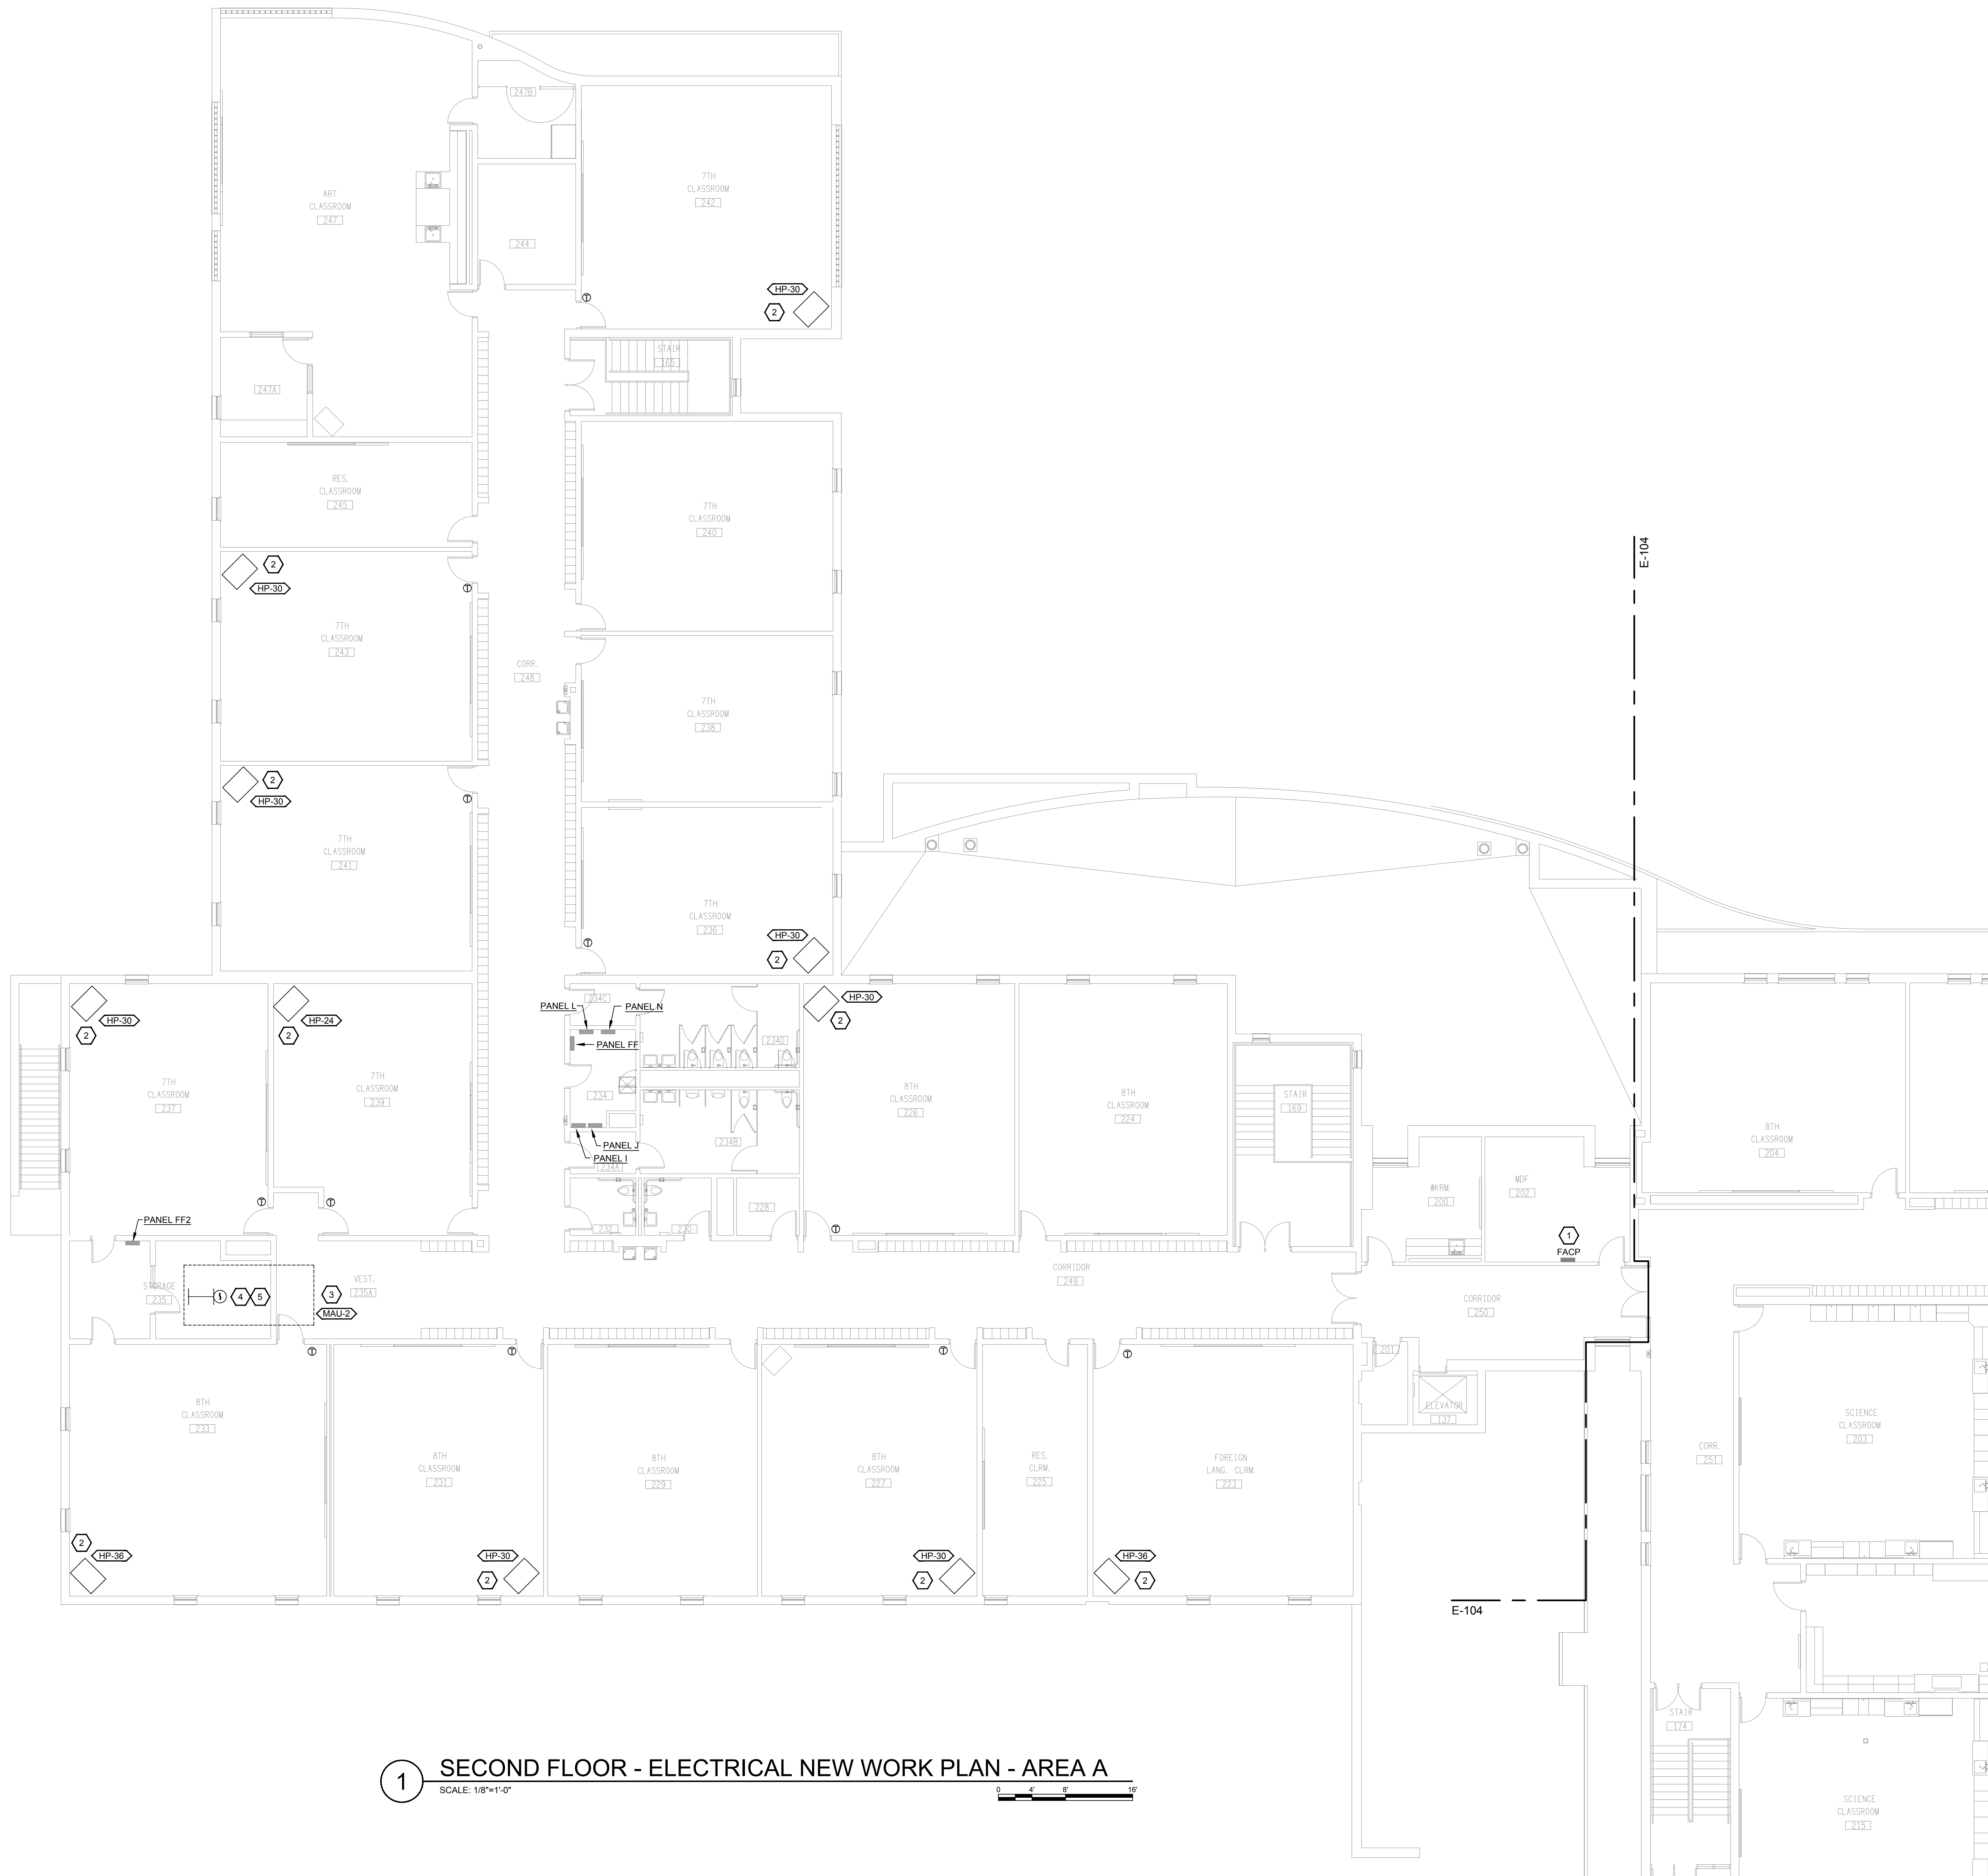 247B
7TH
CLASSROOM
242
ART
CLASSROOM
247
244
HP-30
2
STAIR
165
247A
RES.
CLASSROOM
245
7TH
CLASSROOM
240
E-104
2
HP-30
7TH
CLASSROOM
243
CORR.
248
7TH
CLASSROOM
238
2
HP-30
7TH
CLASSROOM
241
7TH
CLASSROOM
236
HP-30
2
HP-30
2
HP-24
2
PANEL L
234C
PANEL N
PANEL FF
234D
HP-30
2
7TH
CLASSROOM
237
7TH
CLASSROOM
239
234
8TH
CLASSROOM
226
8TH
CLASSROOM
224
STAIR
169
8TH
CLASSROOM
204
PANEL J
PANEL I
234A
234B
WKRM.
200
MDF
202
228
232
230
PANEL FF2
1
FACP
STORAGE
235
4
5
3
MAU-2
VEST.
235A
CORRIDOR
249
CORRIDOR
250
201
ELEVATOR
137
8TH
CLASSROOM
233
8TH
CLASSROOM
231
8TH
CLASSROOM
229
8TH
CLASSROOM
227
RES.
CLRM.
225
FOREIGN
LANG. CLRM.
223
CORR.
251
SCIENCE
CLASSROOM
203
2
HP-36
HP-30
2
HP-30
2
HP-36
2
E-104
STAIR
174
SCIENCE
CLASSROOM
215
1
SECOND FLOOR - ELECTRICAL NEW WORK PLAN - AREA A
SCALE: 1/8"=1'-0"
0 4' 8' 16'